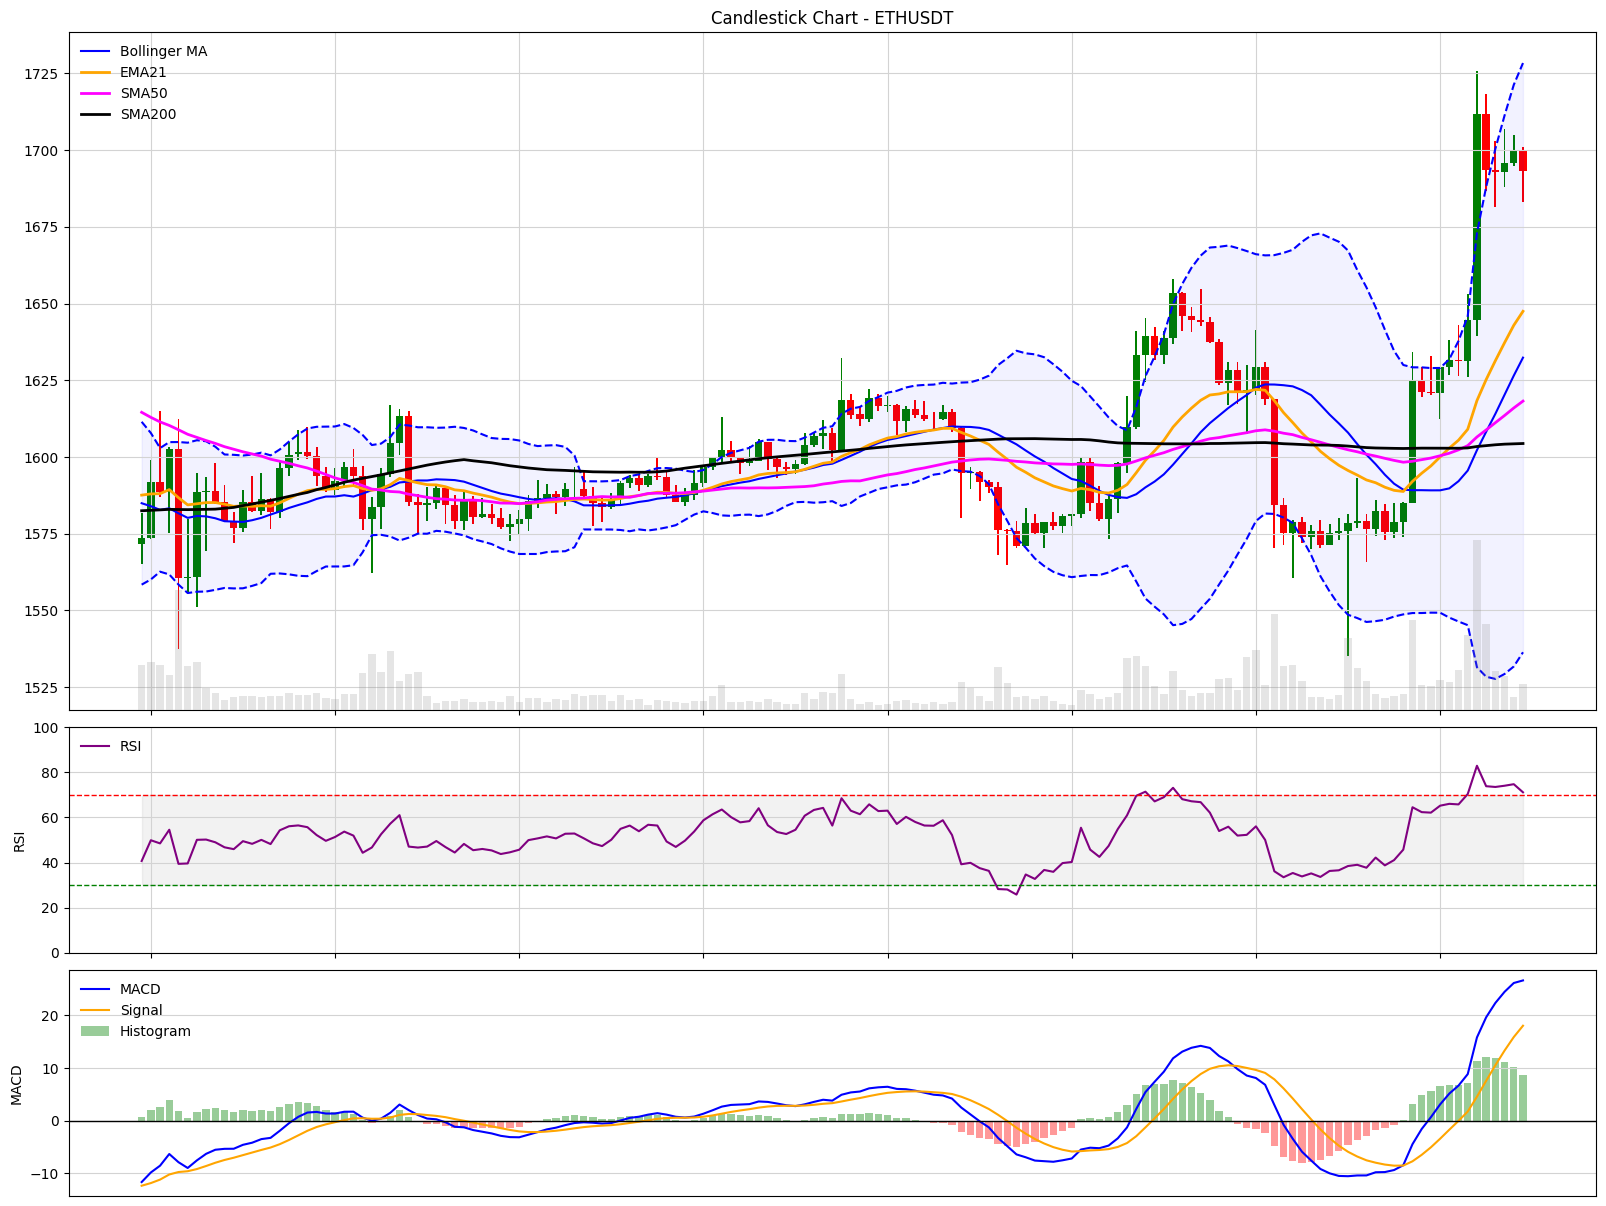 Candlestick Chart - ETHUSDT
Bollinger MA
EMA21
SMA50
SMA200
1725
1700
1675
1650
1625
1600
1575
1550
1525
RSI
100
80
60
40
20
0
RSI
MACD
Signal
Histogram
20
10
0
−10
MACD